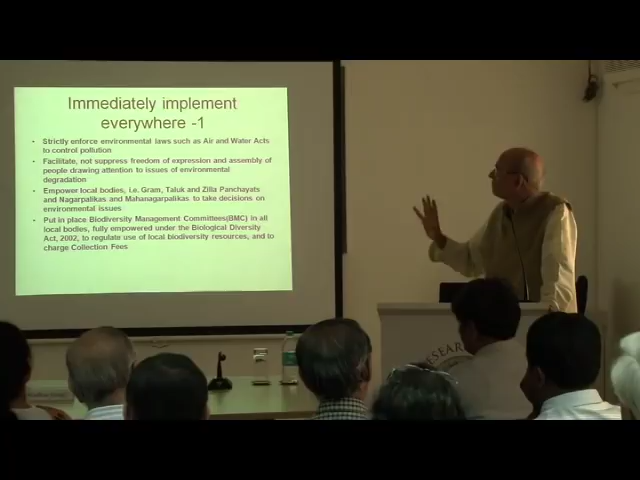 Immediately implement
everywhere -1
• Strictly enforce environmental laws such as Air and Water Acts
to control pollution
• Facilitate, not suppress freedom of expression and assembly of
people drawing attention to issues of environmental
degradation
• Empower local bodies, i.e. Gram, Taluk and Zilla Panchayats
and Nagarpalikas and Mahanagarpalikas to take decisions on
environmental issues
• Put in place Biodiversity Management Committees(BMC) in all
local bodies, fully empowered under the Biological Diversity
Act, 2002, to regulate use of local biodiversity resources, and to
charge Collection Fees
RESEAR